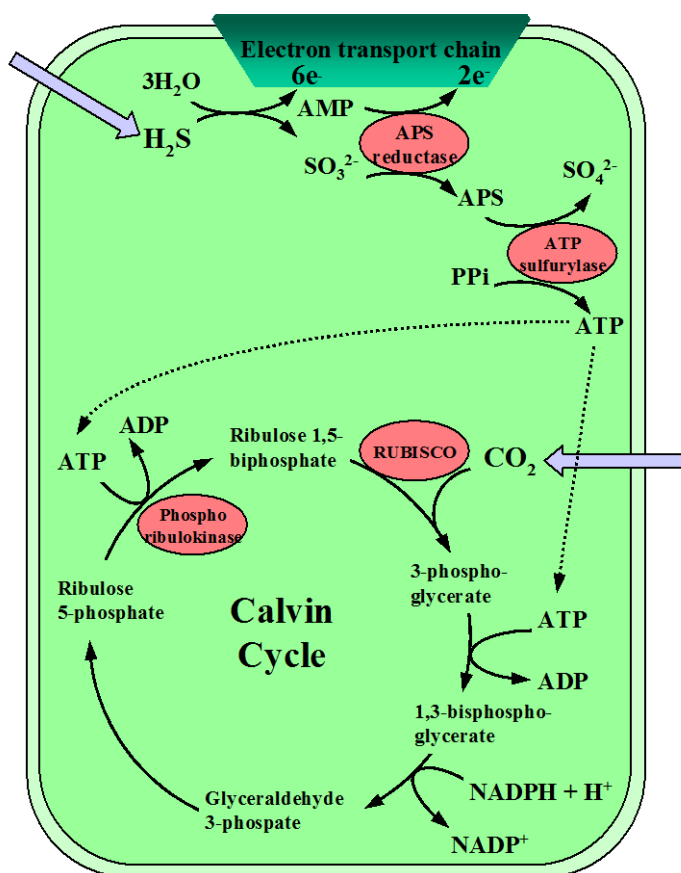 Electron transport chain
6e⁻ 2e⁻
3H₂O
AMP
H₂S
APS
reductase
SO₃²⁻
SO₄²⁻
APS
ATP
sulfurylase
PPi
ATP
ADP
Ribulose 1,5-
biphosphate
RUBISCO
CO₂
ATP
Phospho
ribulokinase
3-phospho-
glycerate
Ribulose
5-phosphate
Calvin
Cycle
ATP
ADP
1,3-bisphospho-
glycerate
Glyceraldehyde
3-phospate
NADPH + H⁺
NADP⁺